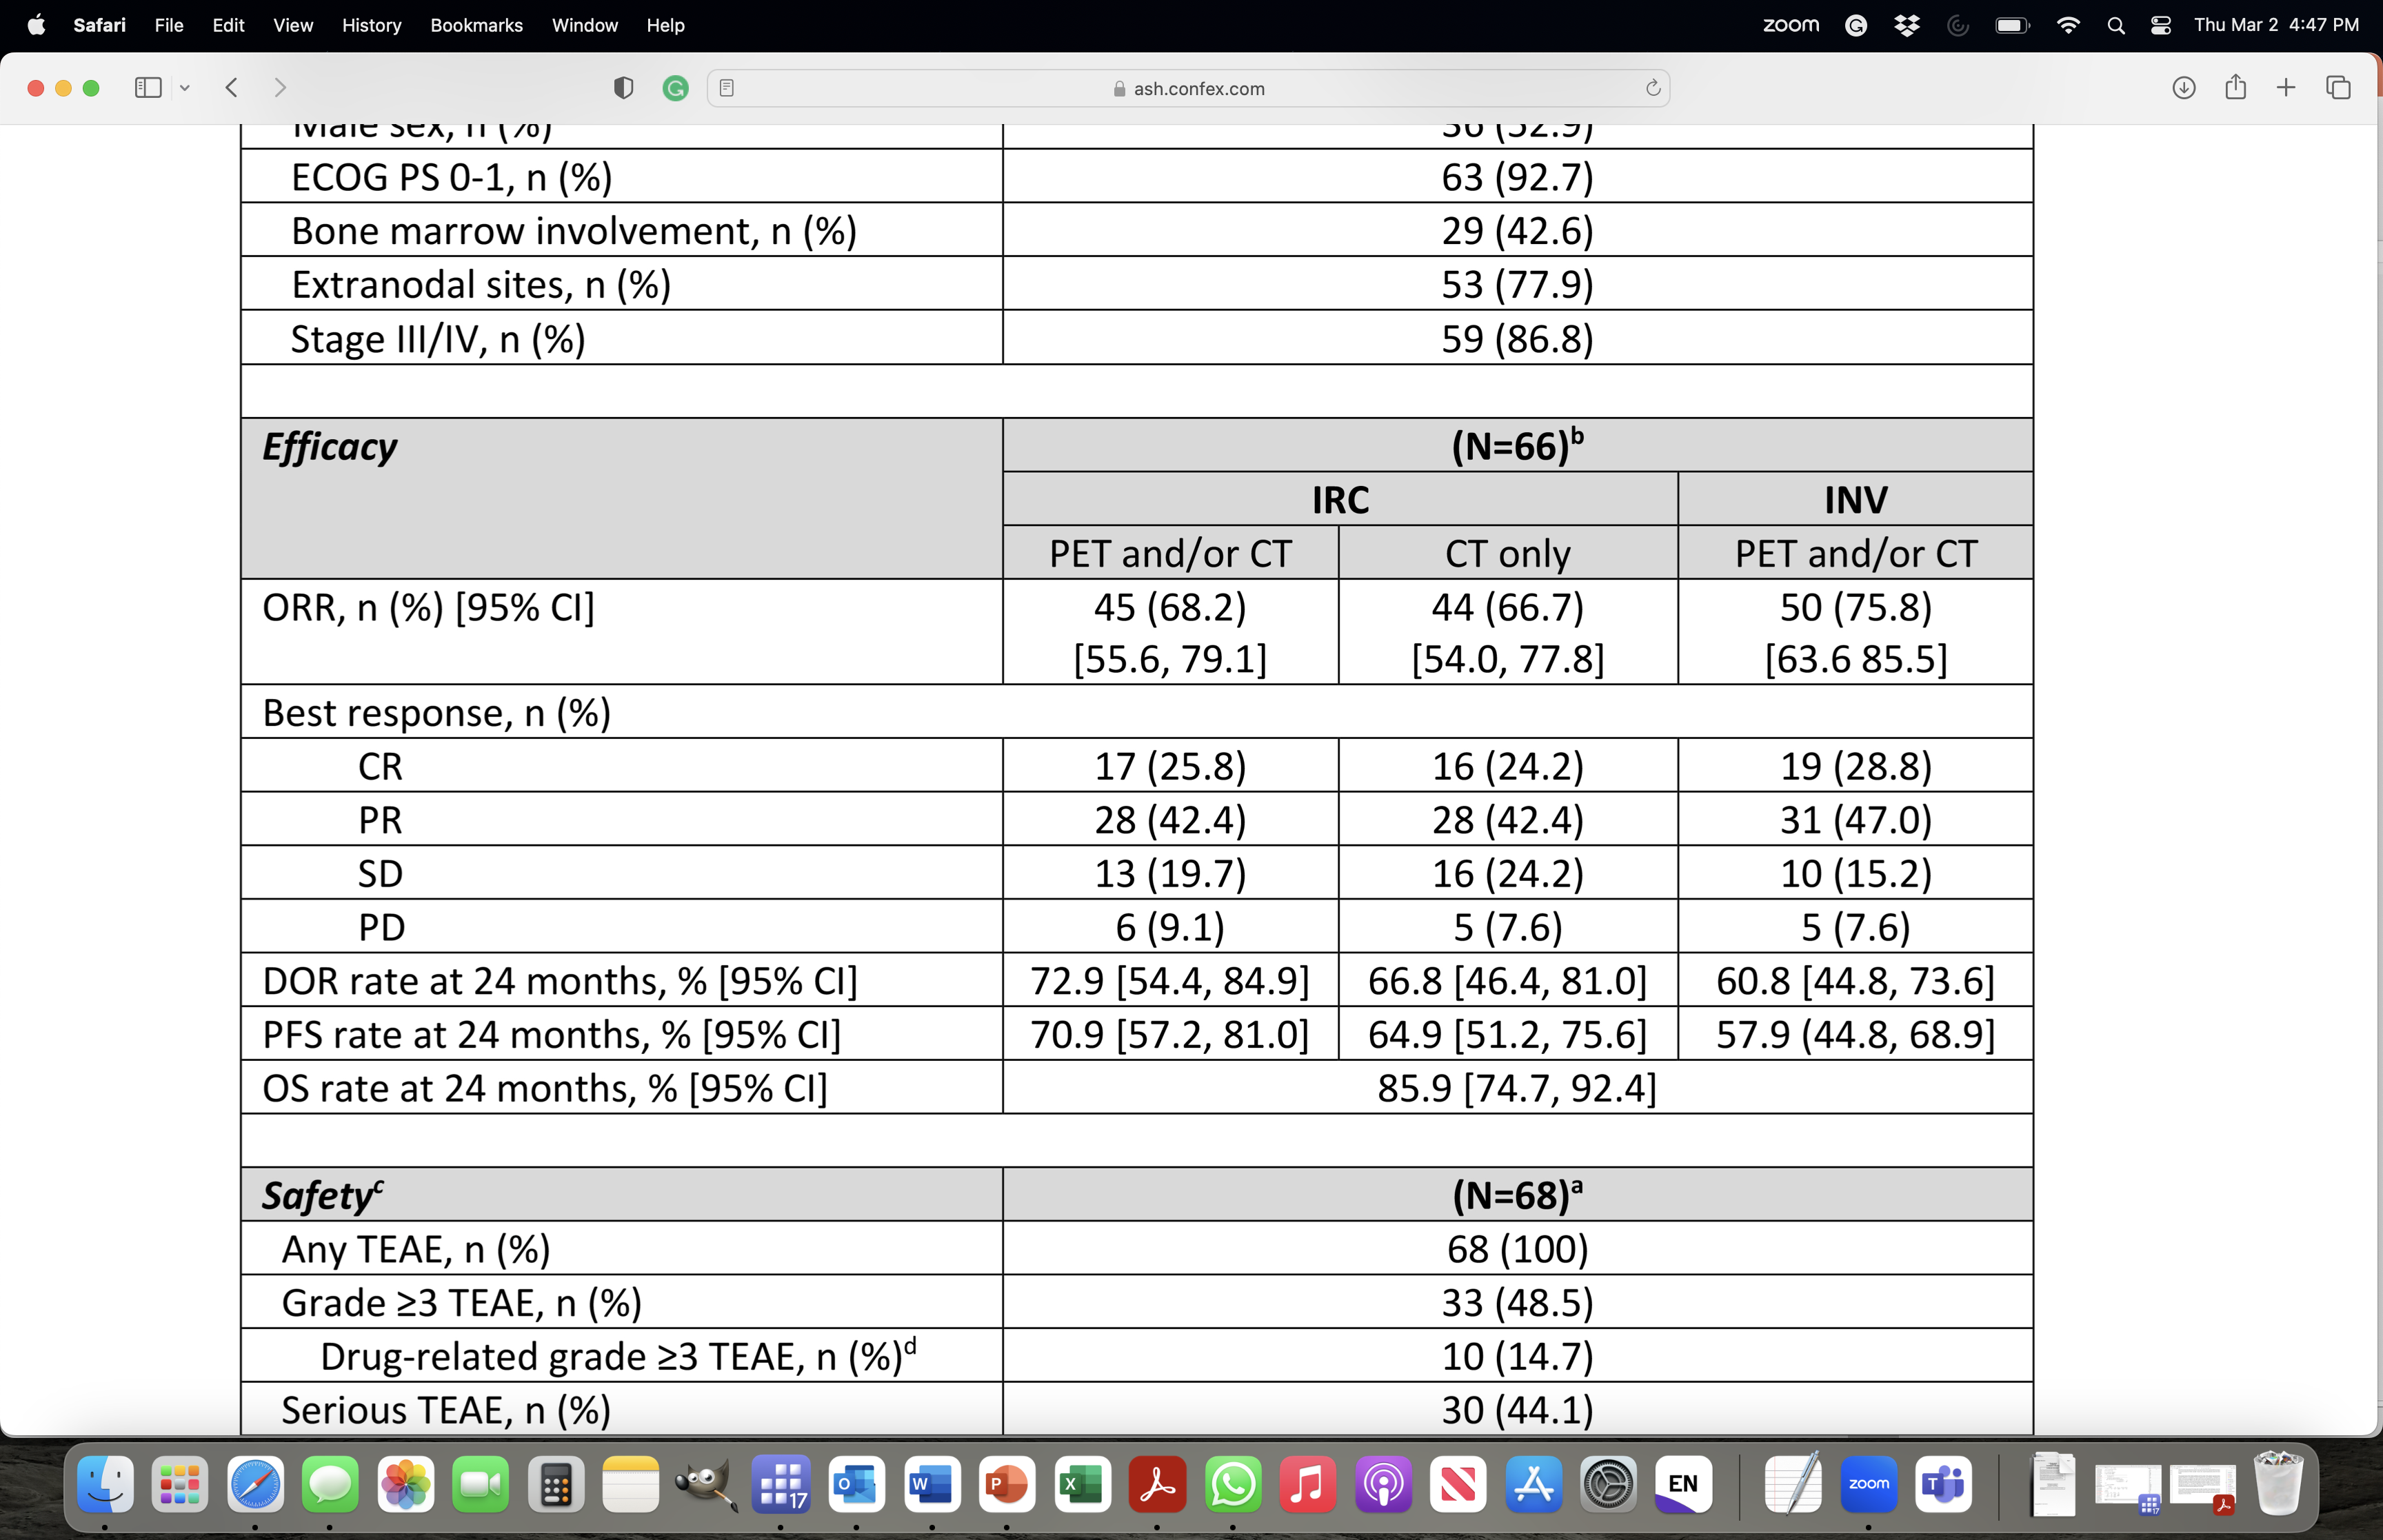 Safari File Edit View History Bookmarks Window Help zoom Thu Mar 2 4:47 PM
ash.confex.com
Male sex, n (%) 36 (52.9)
ECOG PS 0-1, n (%) 63 (92.7)
Bone marrow involvement, n (%) 29 (42.6)
Extranodal sites, n (%) 53 (77.9)
Stage III/IV, n (%) 59 (86.8)
Efficacy (N=66)b
IRC INV
PET and/or CT CT only PET and/or CT
ORR, n (%) [95% CI] 45 (68.2) 44 (66.7) 50 (75.8)
[55.6, 79.1] [54.0, 77.8] [63.6 85.5]
Best response, n (%)
CR 17 (25.8) 16 (24.2) 19 (28.8)
PR 28 (42.4) 28 (42.4) 31 (47.0)
SD 13 (19.7) 16 (24.2) 10 (15.2)
PD 6 (9.1) 5 (7.6) 5 (7.6)
DOR rate at 24 months, % [95% CI] 72.9 [54.4, 84.9] 66.8 [46.4, 81.0] 60.8 [44.8, 73.6]
PFS rate at 24 months, % [95% CI] 70.9 [57.2, 81.0] 64.9 [51.2, 75.6] 57.9 (44.8, 68.9]
OS rate at 24 months, % [95% CI] 85.9 [74.7, 92.4]
Safetyc (N=68)a
Any TEAE, n (%) 68 (100)
Grade ≥3 TEAE, n (%) 33 (48.5)
Drug-related grade ≥3 TEAE, n (%)d 10 (14.7)
Serious TEAE, n (%) 30 (44.1)
17 O W P X EN zoom T